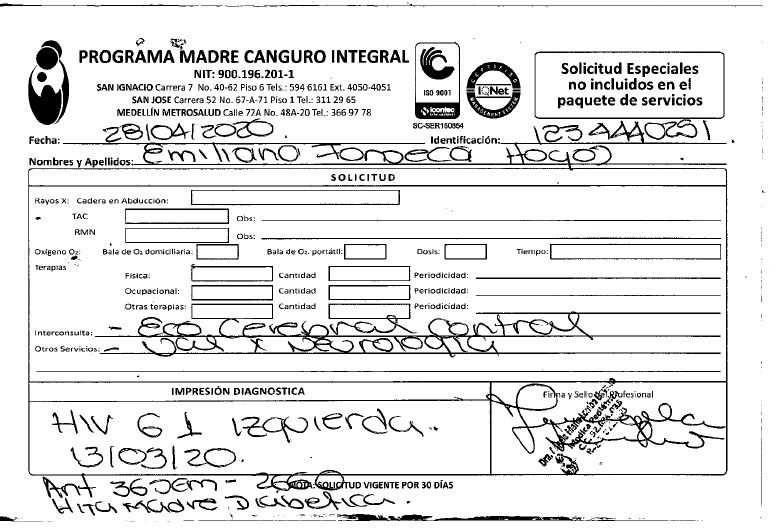 PROGRAMA MADRE CANGURO INTEGRAL
NIT: 900.196.201-1
SAN IGNACIO Carrera 7 No. 40-62 Piso 6 Tels.: 594 6161 Ext. 4050-4051
SAN JOSE Carrera 52 No. 67-A-71 Piso 1 Tel.: 311 29 65
MEDELLÍN METROSALUD Calle 72A No. 48A-20 Tel.: 366 97 78
ISO 9001
icontec
SC-SER150864
CERTIFIED
IQNet
MANAGEMENT SYSTEM
Solicitud Especiales
no incluidos en el
paquete de servicios
Fecha: 28/04/2020. Identificación: 1234440251
Nombres y Apellidos: Emiliano Fonseca Hoyos
SOLICITUD
Rayos X: Cadera en Abducción:
TAC Obs:
RMN Obs:
Oxígeno O2: Bala de O2 domiciliaria: Bala de O2. portátil: Dosis: Tiempo:
Terapias
Física: Cantidad Periodicidad:
Ocupacional: Cantidad Periodicidad:
Otras terapias: Cantidad Periodicidad:
Interconsulta: - Eco Cerebral Control
Otros Servicios: - Val x Neurología
IMPRESIÓN DIAGNOSTICA
Firma y Sello del Profesional
HIV G I Izquierda.
13/03/20.
Ant 36 Sem -
NOTA: SOLICITUD VIGENTE POR 30 DÍAS
Hijo Madre Diabetica.